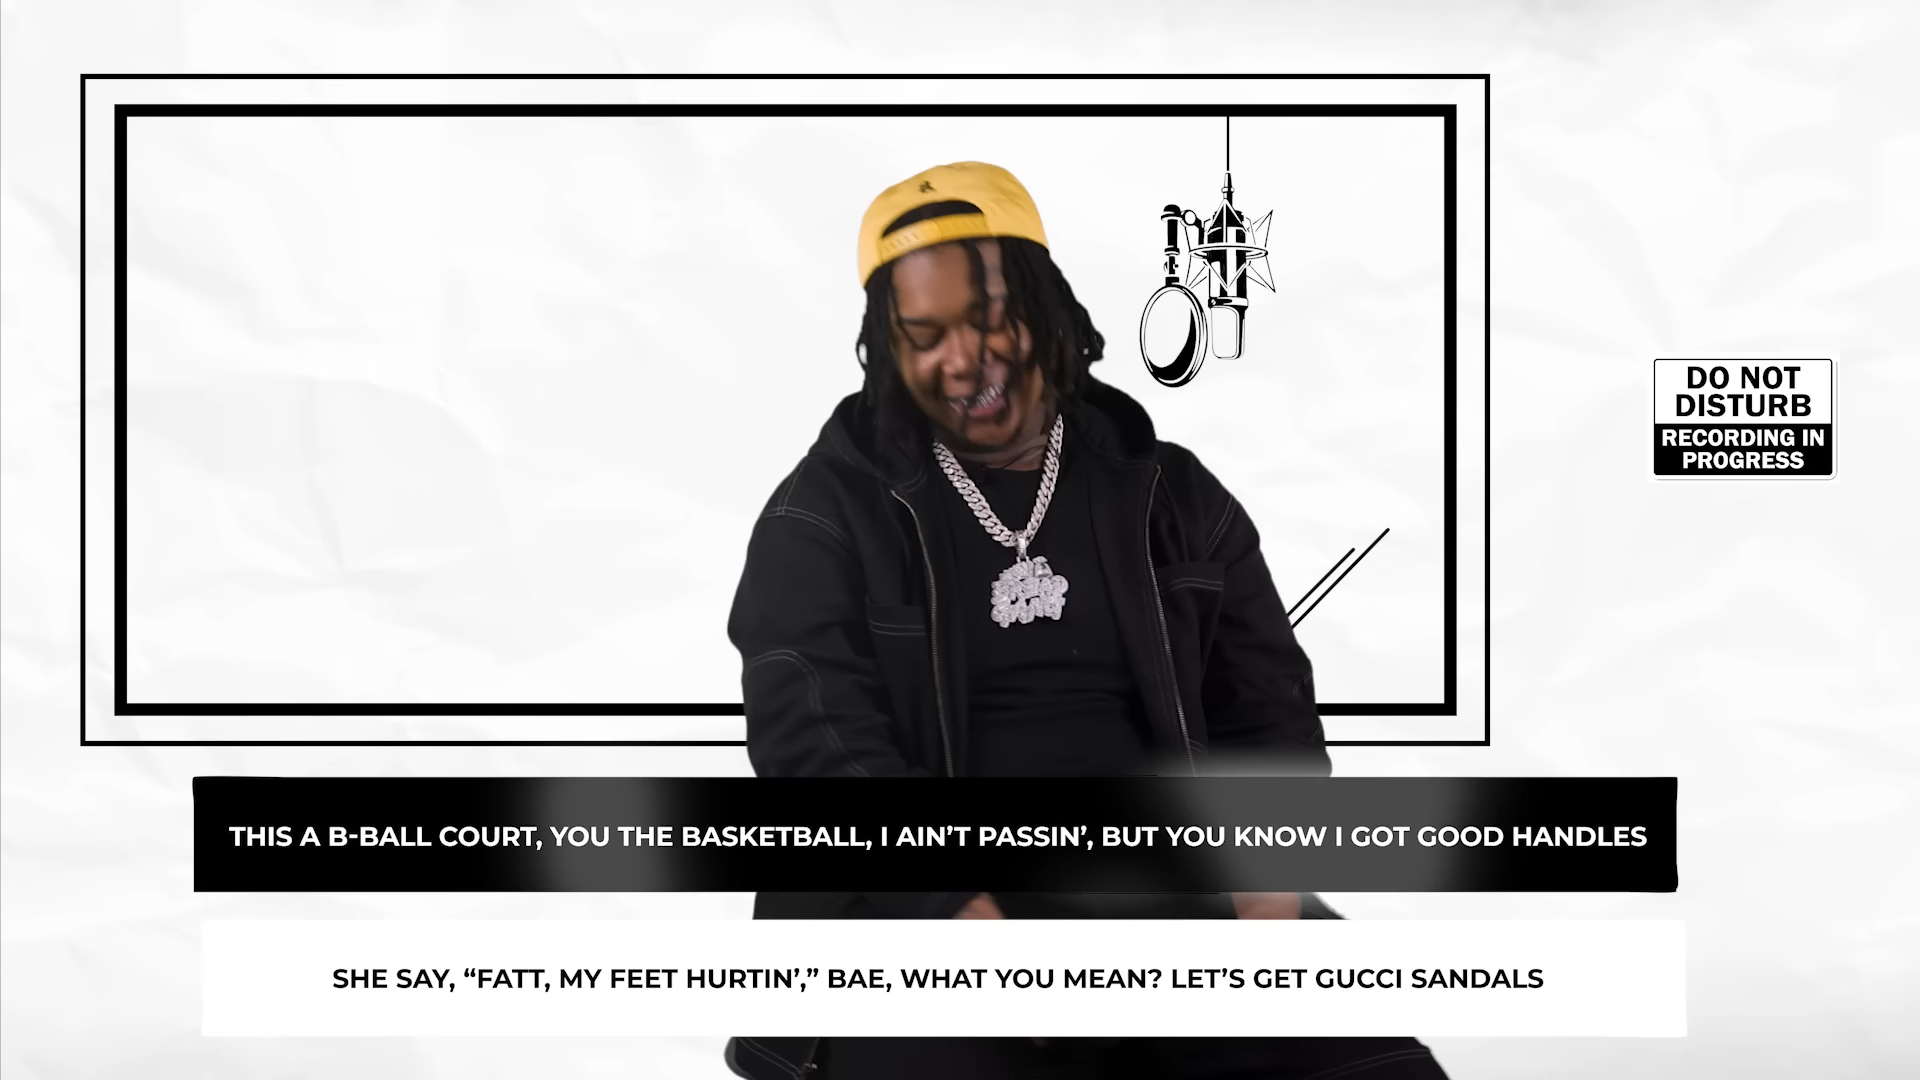 DO NOT
DISTURB
RECORDING IN
PROGRESS
THIS A B-BALL COURT, YOU THE BASKETBALL, I AIN’T PASSIN’, BUT YOU KNOW I GOT GOOD HANDLES
SHE SAY, “FATT, MY FEET HURTIN’,” BAE, WHAT YOU MEAN? LET’S GET GUCCI SANDALS